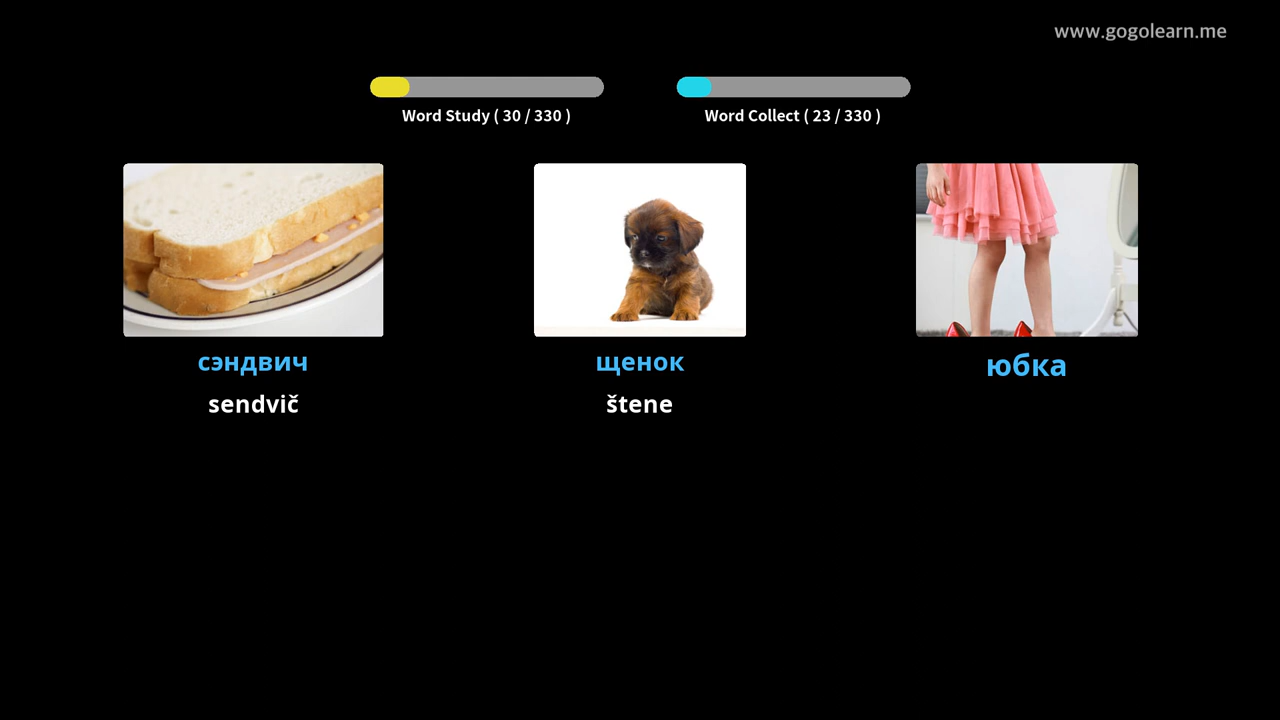 www.gogolearn.me
Word Study ( 30 / 330 )
Word Collect ( 23 / 330 )
сэндвич
sendvič
щенок
štene
юбка